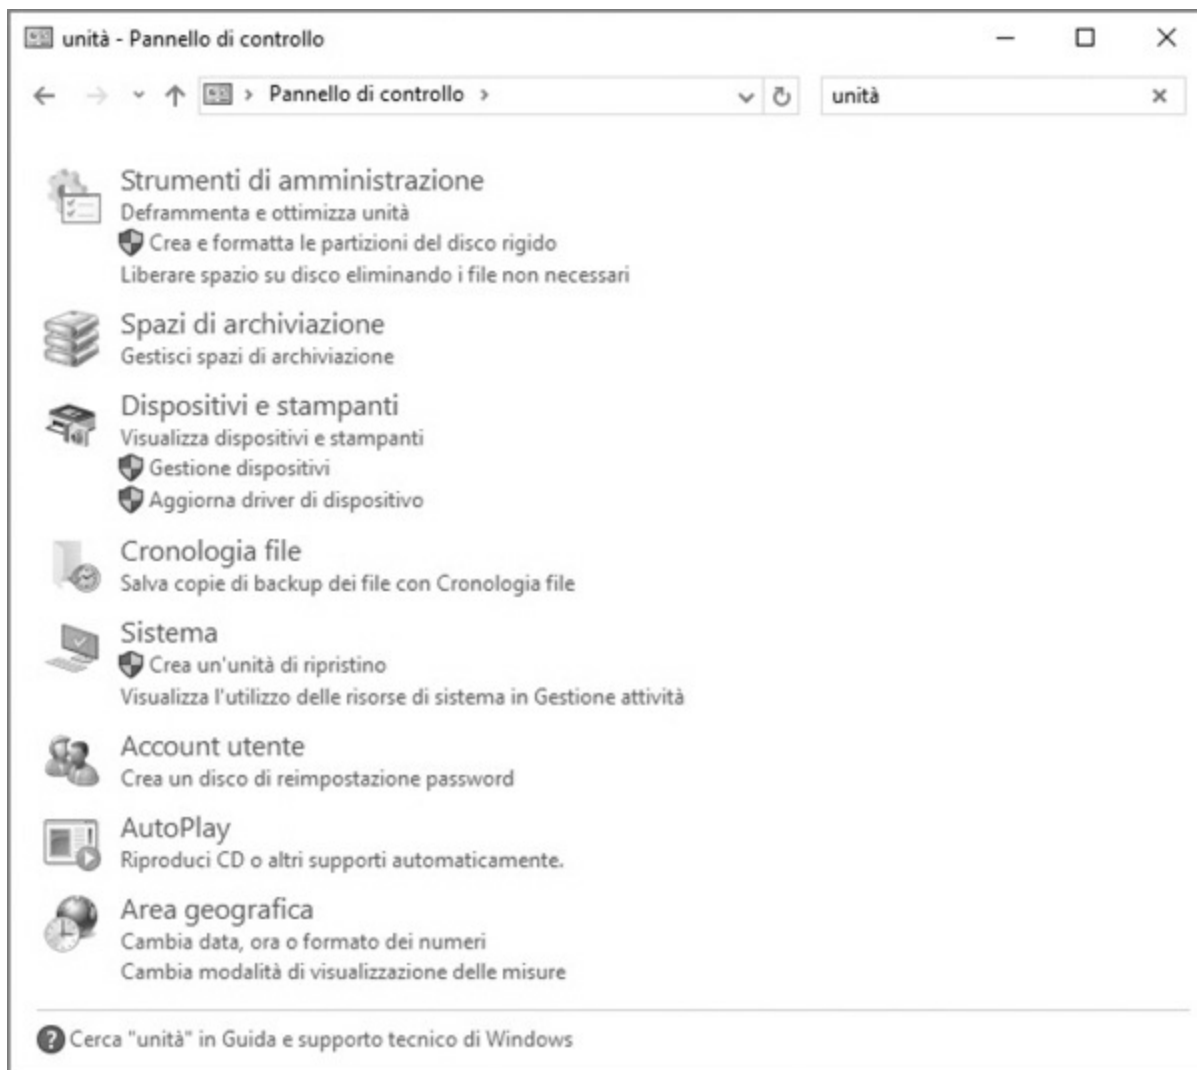 unità - Pannello di controllo
Pannello di controllo
unità
Strumenti di amministrazione
Deframmenta e ottimizza unità
Crea e formatta le partizioni del disco rigido
Liberare spazio su disco eliminando i file non necessari
Spazi di archiviazione
Gestisci spazi di archiviazione
Dispositivi e stampanti
Visualizza dispositivi e stampanti
Gestione dispositivi
Aggiorna driver di dispositivo
Cronologia file
Salva copie di backup dei file con Cronologia file
Sistema
Crea un'unità di ripristino
Visualizza l'utilizzo delle risorse di sistema in Gestione attività
Account utente
Crea un disco di reimpostazione password
AutoPlay
Riproduci CD o altri supporti automaticamente.
Area geografica
Cambia data, ora o formato dei numeri
Cambia modalità di visualizzazione delle misure
Cerca "unità" in Guida e supporto tecnico di Windows